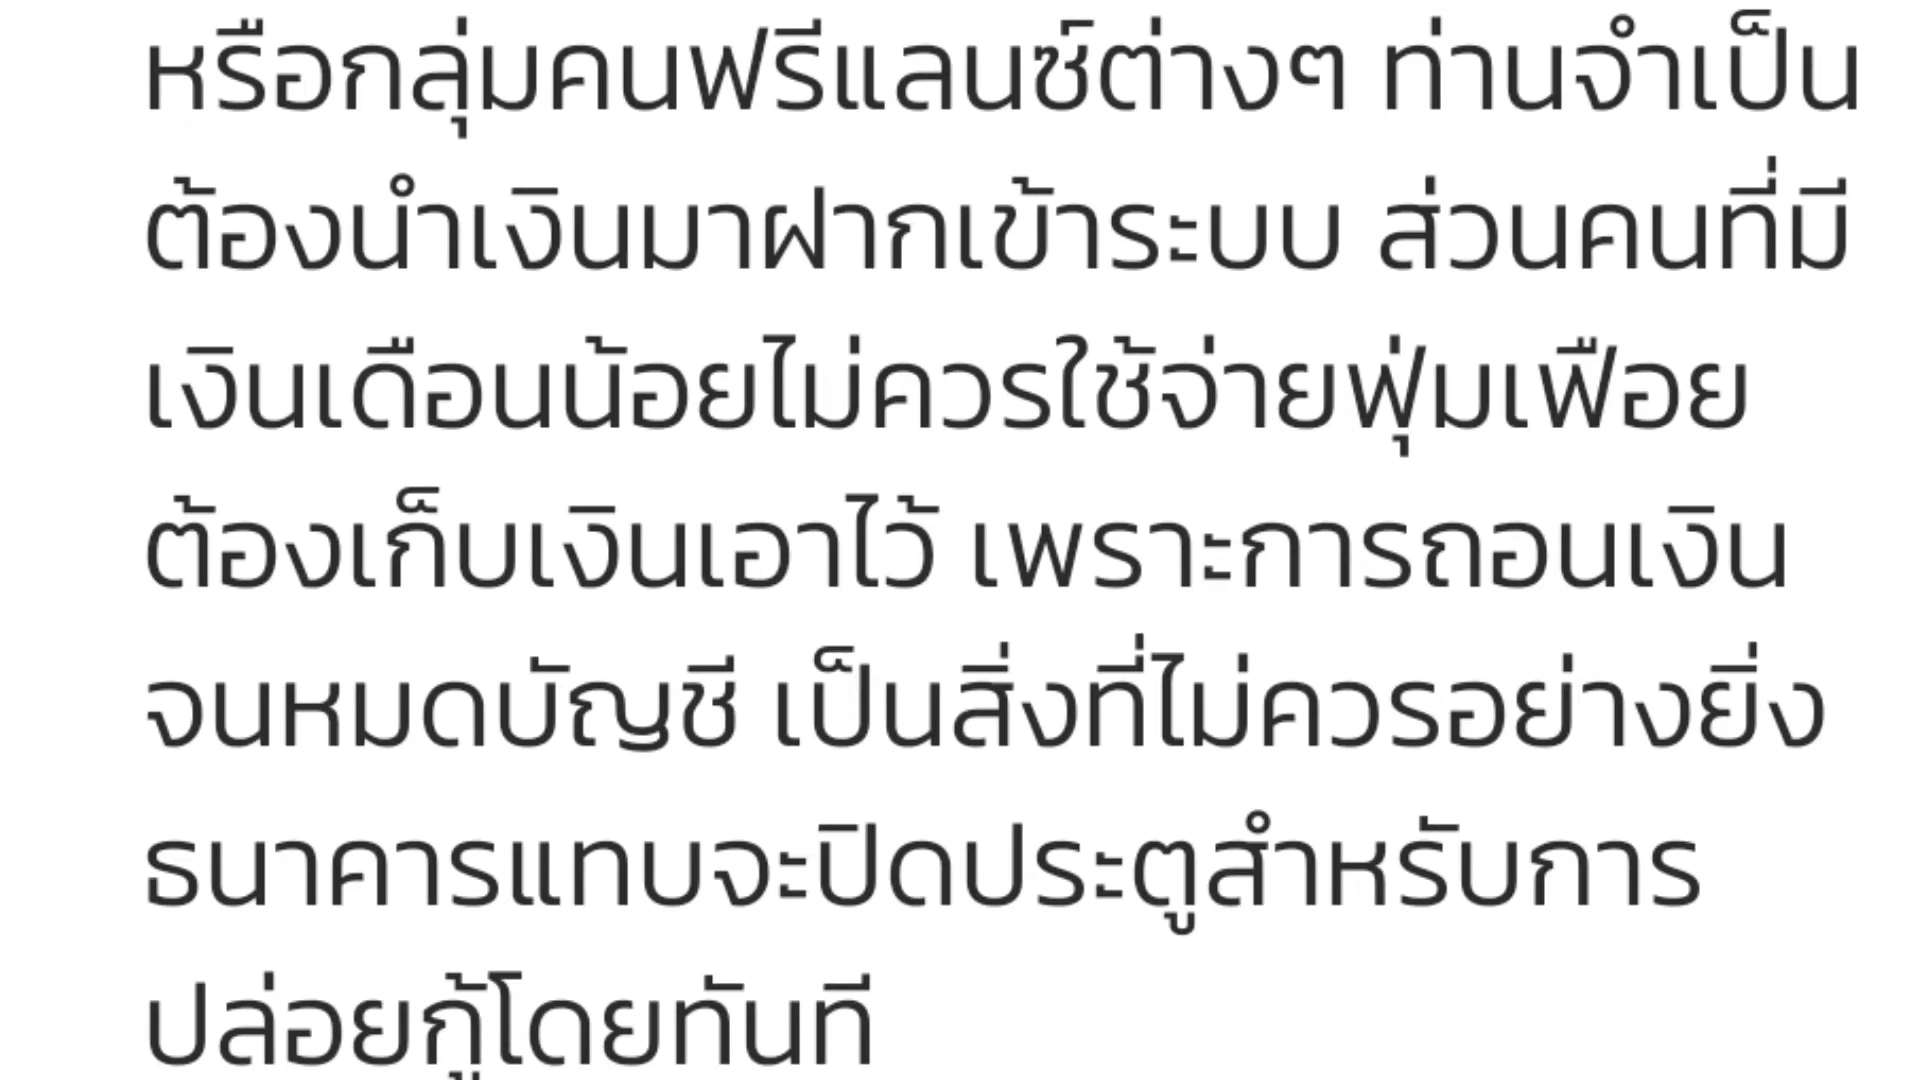 หรือกลุ่มคนฟรีแลนซ์ต่างๆ ท่านจำเป็น
ต้องนำเงินมาฝากเข้าระบบ ส่วนคนที่มี
เงินเดือนน้อยไม่ควรใช้จ่ายฟุ่มเฟือย
ต้องเก็บเงินเอาไว้ เพราะการถอนเงิน
จนหมดบัญชี เป็นสิ่งที่ไม่ควรอย่างยิ่ง
ธนาคารแทบจะปิดประตูสำหรับการ
ปล่อยกู้โดยทันที